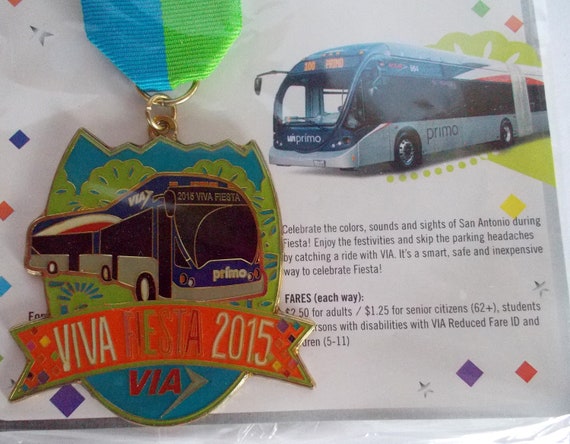 100 PRIMO
VIA primo
primo
VIA
2015 VIVA FIESTA
primo
VIVA FIESTA 2015
VIA
Celebrate the colors, sounds and sights of San Antonio during
Fiesta! Enjoy the festivities and skip the parking headaches
by catching a ride with VIA. It's a smart, safe and inexpensive
way to celebrate Fiesta!
FARES (each way):
$2.50 for adults / $1.25 for senior citizens (62+), students
persons with disabilities with VIA Reduced Fare ID and
(5-11)